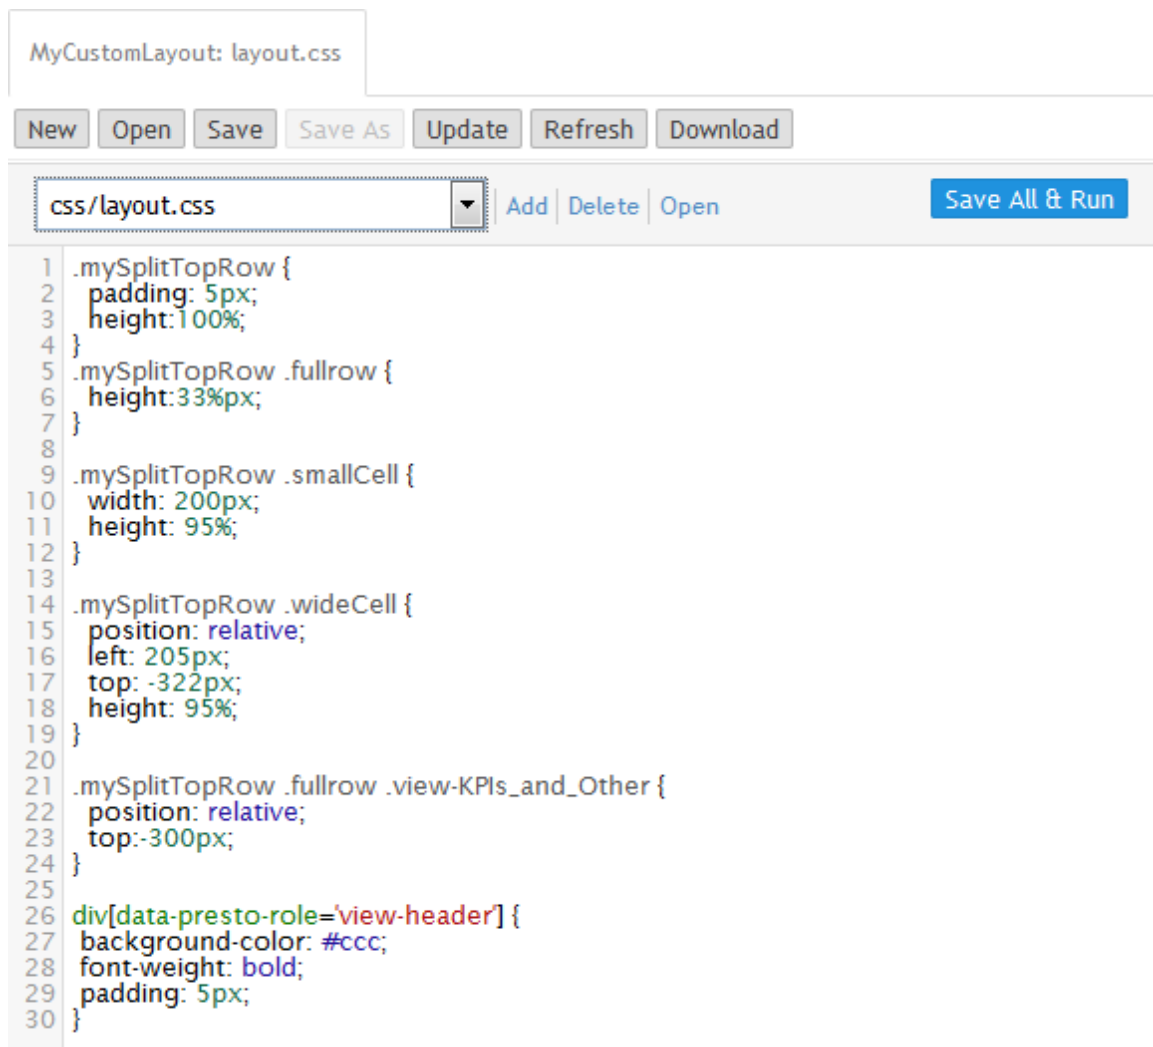 MyCustomLayout: layout.css
New Open Save Save As Update Refresh Download
css/layout.css Add Delete Open Save All & Run
1 .mySplitTopRow {
2 padding: 5px;
3 height:100%;
4 }
5 .mySplitTopRow .fullrow {
6 height:33%px;
7 }
8
9 .mySplitTopRow .smallCell {
10 width: 200px;
11 height: 95%;
12 }
13
14 .mySplitTopRow .wideCell {
15 position: relative;
16 left: 205px;
17 top: -322px;
18 height: 95%;
19 }
20
21 .mySplitTopRow .fullrow .view-KPIs_and_Other {
22 position: relative;
23 top:-300px;
24 }
25
26 div[data-presto-role='view-header'] {
27 background-color: #ccc;
28 font-weight: bold;
29 padding: 5px;
30 }